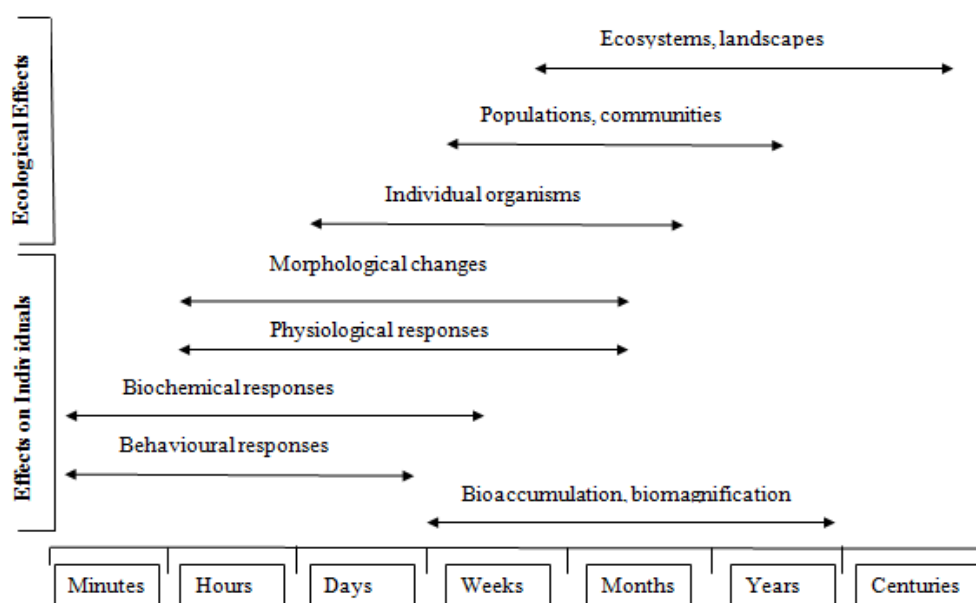 Ecological Effects
Ecosystems, landscapes
Populations, communities
Individual organisms
Effects on Individuals
Morphological changes
Physiological responses
Biochemical responses
Behavioural responses
Bioaccumulation, biomagnification
Minutes Hours Days Weeks Months Years Centuries